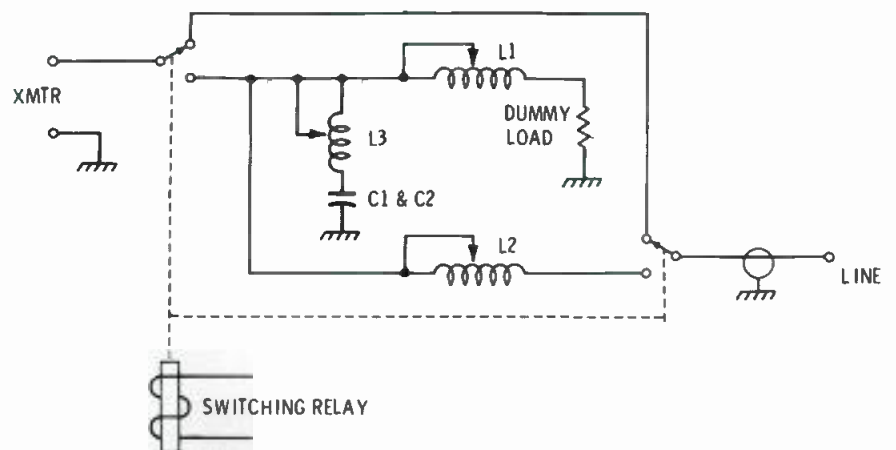 L1
XMTR
DUMMY
LOAD
L3
C1 & C2
L2
LINE
SWITCHING RELAY